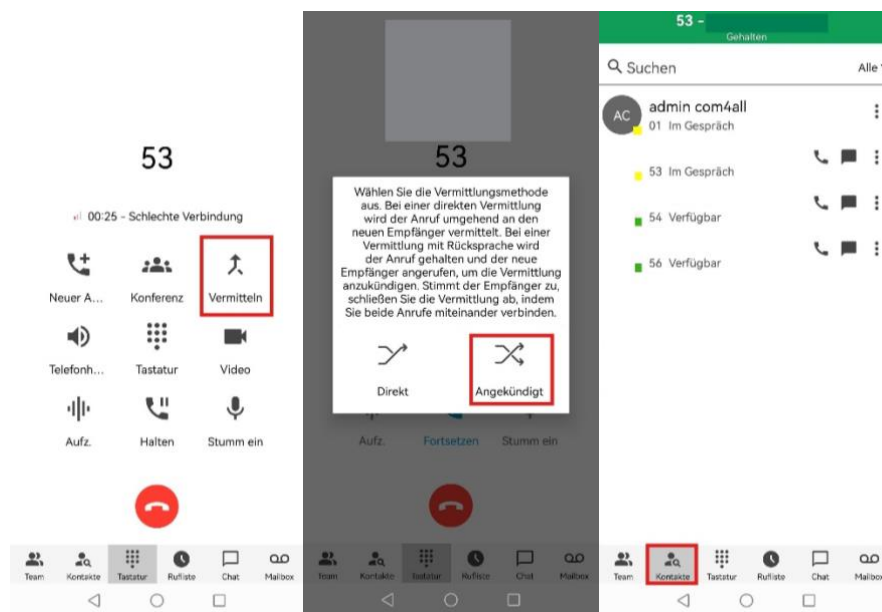 53
00:25 - Schlechte Verbindung
Neuer A...
Konferenz
Vermitteln
Telefonh...
Tastatur
Video
Aufz.
Halten
Stumm ein
Team
Kontakte
Tastatur
Rufliste
Chat
Mailbox
53
Wählen Sie die Vermittlungsmethode
aus. Bei einer direkten Vermittlung
wird der Anruf umgehend an den
neuen Empfänger vermittelt. Bei einer
Vermittlung mit Rücksprache wird
der Anruf gehalten und der neue
Empfänger angerufen, um die Vermittlung
anzukündigen. Stimmt der Empfänger zu,
schließen Sie die Vermittlung ab, indem
Sie beide Anrufe miteinander verbinden.
Direkt
Angekündigt
Aufz.
Fortsetzen
Stumm ein
Team
Kontakte
Tastatur
Rufliste
Chat
Mailbox
53 -
Gehalten
Suchen
Alle
AC
admin com4all
01 Im Gespräch
53 Im Gespräch
54 Verfügbar
56 Verfügbar
Team
Kontakte
Tastatur
Rufliste
Chat
Mailbox